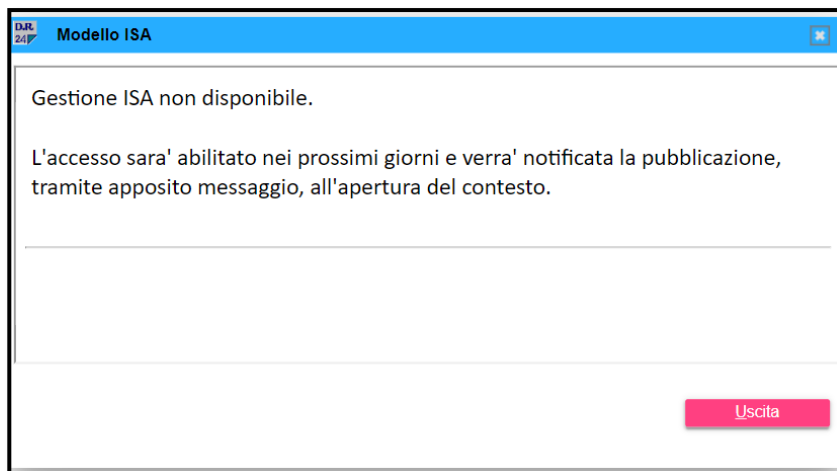 D.R.
24
Modello ISA
Gestione ISA non disponibile.
L'accesso sara' abilitato nei prossimi giorni e verra' notificata la pubblicazione,
tramite apposito messaggio, all'apertura del contesto.
Uscita